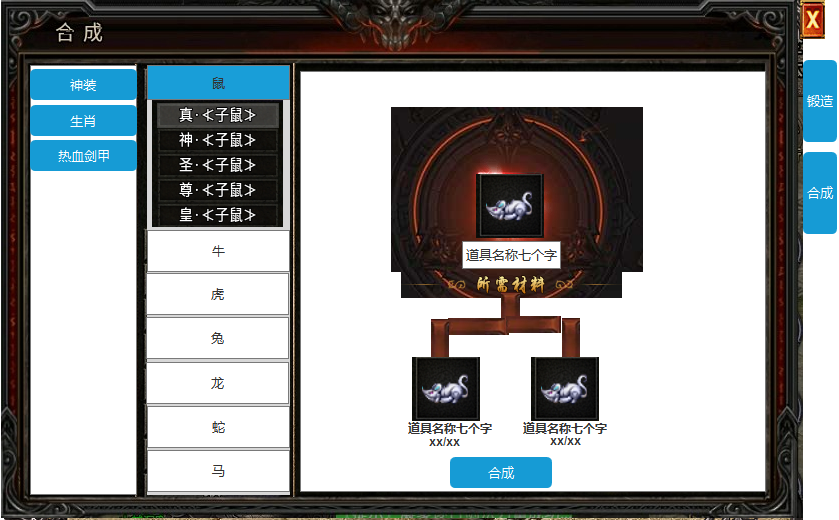 合成
X
神装
生肖
热血剑甲
鼠
真·≮子鼠≯
神·≮子鼠≯
圣·≮子鼠≯
尊·≮子鼠≯
皇·≮子鼠≯
牛
虎
兔
龙
蛇
马
道具名称七个字
所需材料
道具名称七个字
xx/xx
道具名称七个字
xx/xx
合成
锻造
合成